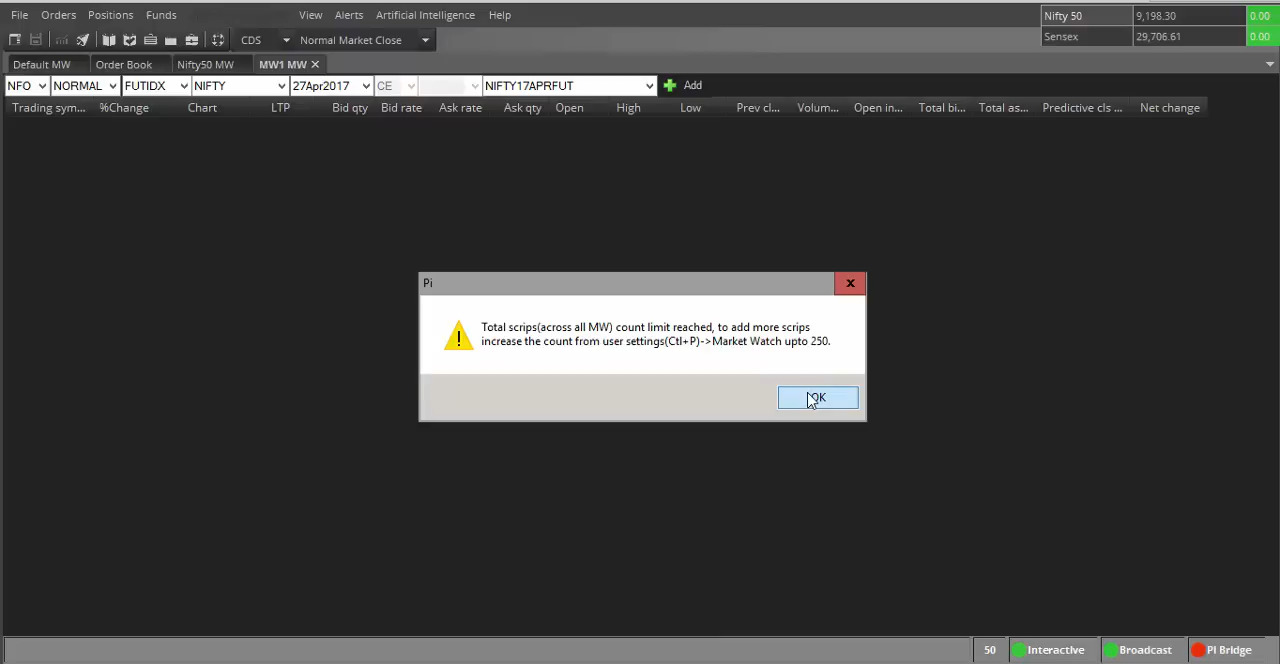 File Orders Positions Funds View Alerts Artificial Intelligence Help
Nifty 50 9,198.30 0.00
CDS Normal Market Close
Sensex 29,706.61 0.00
Default MW Order Book Nifty50 MW MW1 MW
NFO NORMAL FUTIDX NIFTY 27Apr2017 CE NIFTY17APRFUT Add
Trading sym... %Change Chart LTP Bid qty Bid rate Ask rate Ask qty Open High Low Prev cl... Volum... Open in... Total bi... Total as... Predictive cls ... Net change
Pi
x
Total scrips(across all MW) count limit reached, to add more scrips
increase the count from user settings(Ctl+P)->Market Watch upto 250.
OK
50 Interactive Broadcast PI Bridge